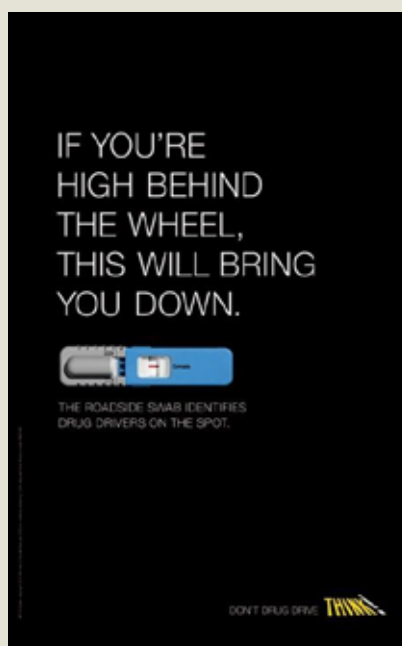 IF YOU'RE
HIGH BEHIND
THE WHEEL,
THIS WILL BRING
YOU DOWN.
THE ROADSIDE SWAB IDENTIFIES
DRUG DRIVERS ON THE SPOT.
DON'T DRUG DRIVE THINK!